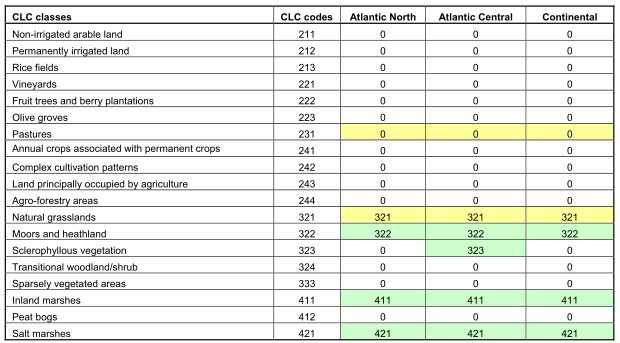 CLC classes CLC codes Atlantic North Atlantic Central Continental
Non-irrigated arable land 211 0 0 0
Permanently irrigated land 212 0 0 0
Rice fields 213 0 0 0
Vineyards 221 0 0 0
Fruit trees and berry plantations 222 0 0 0
Olive groves 223 0 0 0
Pastures 231 0 0 0
Annual crops associated with permanent crops 241 0 0 0
Complex cultivation patterns 242 0 0 0
Land principally occupied by agriculture 243 0 0 0
Agro-forestry areas 244 0 0 0
Natural grasslands 321 321 321 321
Moors and heathland 322 322 322 322
Sclerophyllous vegetation 323 0 323 0
Transitional woodland/shrub 324 0 0 0
Sparsely vegetated areas 333 0 0 0
Inland marshes 411 411 411 411
Peat bogs 412 0 0 0
Salt marshes 421 421 421 421